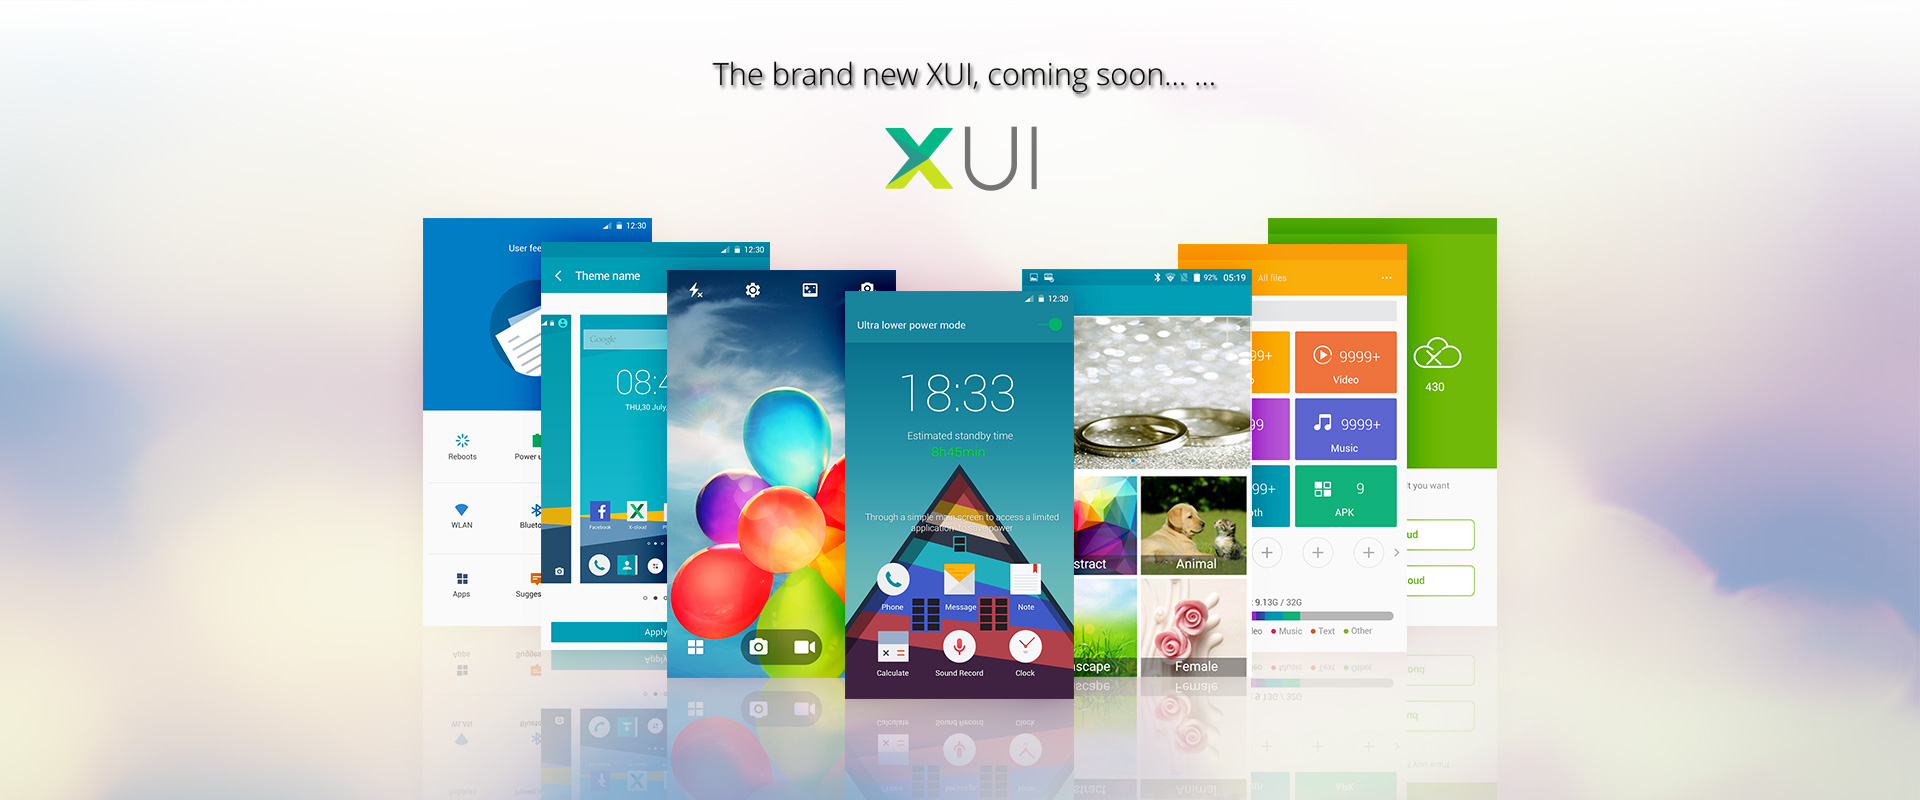 The brand new XUI, coming soon... ...
XUI
12:30
User fee
Reboots
Power u
WLAN
Blueto
Apps
Sugges
12:30
Theme name
Google
08:4
THU,30 July,
Facebook
X-cloud
Apply
12:30
Ultra lower power mode
18:33
Estimated standby time
8h45min
Through a simple main screen to access a limited
application, to save power
Phone
Message
Note
Calculate
Sound Record
Clock
92% 05:19
stract
Animal
scape
Female
All files
99+
9999+
Video
99
9999+
Music
99+
9
th
APK
: 9.13G / 32G
eo
Music
Text
Other
430
t you want
ud
oud